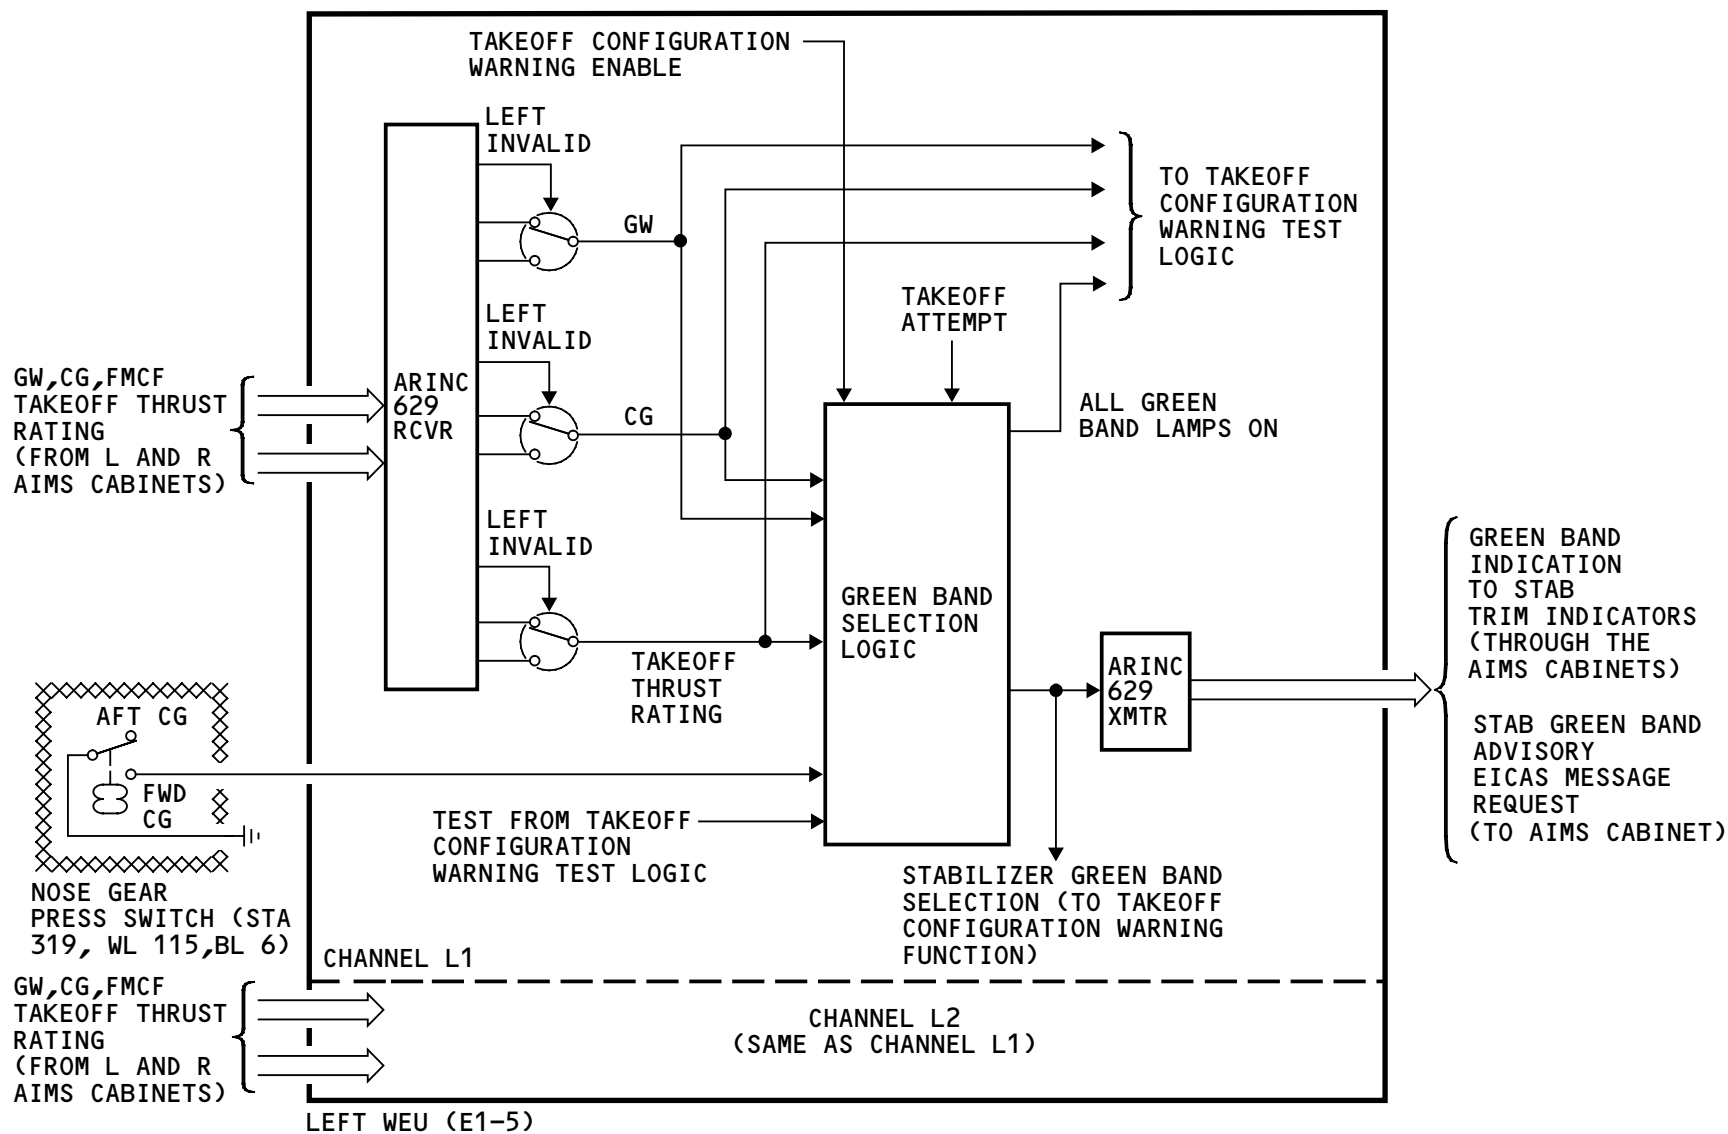 TAKEOFF CONFIGURATION
WARNING ENABLE
LEFT
INVALID
GW
TO TAKEOFF
CONFIGURATION
WARNING TEST
LOGIC
TAKEOFF
ATTEMPT
LEFT
INVALID
CG
GW,CG,FMCF
TAKEOFF THRUST
RATING
(FROM L AND R
AIMS CABINETS)
ARINC
629
RCVR
ALL GREEN
BAND LAMPS ON
LEFT
INVALID
TAKEOFF
THRUST
RATING
GREEN BAND
SELECTION
LOGIC
ARINC
629
XMTR
GREEN BAND
INDICATION
TO STAB
TRIM INDICATORS
(THROUGH THE
AIMS CABINETS)
STAB GREEN BAND
ADVISORY
EICAS MESSAGE
REQUEST
(TO AIMS CABINET)
AFT CG
FWD
CG
NOSE GEAR
PRESS SWITCH (STA
319, WL 115,BL 6)
TEST FROM TAKEOFF
CONFIGURATION
WARNING TEST LOGIC
STABILIZER GREEN BAND
SELECTION (TO TAKEOFF
CONFIGURATION WARNING
FUNCTION)
CHANNEL L1
GW,CG,FMCF
TAKEOFF THRUST
RATING
(FROM L AND R
AIMS CABINETS)
CHANNEL L2
(SAME AS CHANNEL L1)
LEFT WEU (E1-5)